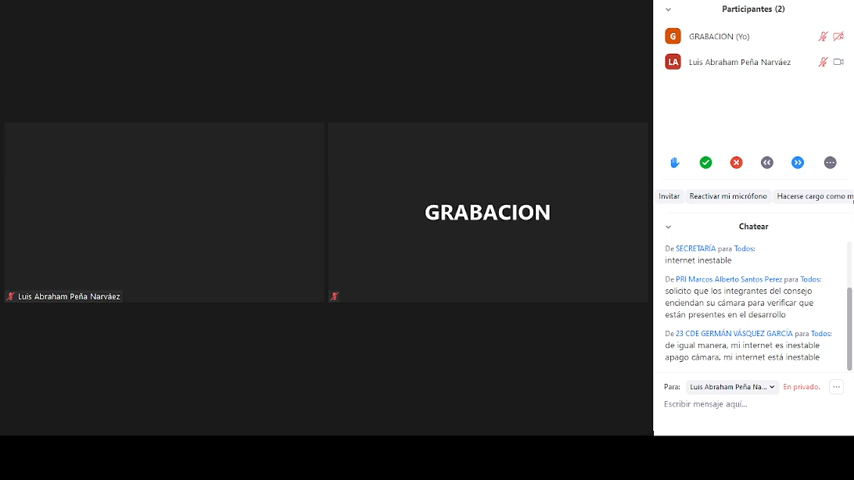 Participantes (2)
G GRABACION (Yo)
LA Luis Abraham Peña Narváez
Invitar Reactivar mi micrófono Hacerse cargo como m
Chatear
De SECRETARÍA para Todos:
internet inestable
De PRI Marcos Alberto Santos Perez para Todos:
solicito que los integrantes del consejo
enciendan su cámara para verificar que
están presentes en el desarrollo
De 23 CDE GERMÁN VÁSQUEZ GARCÍA para Todos:
de igual manera, mi internet es inestable
apago cámara, mi internet está inestable
Para: Luis Abraham Peña Na... En privado.
Escribir mensaje aquí...
GRABACION
Luis Abraham Peña Narváez